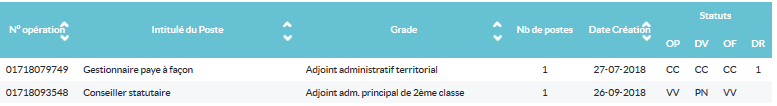 Statuts
N° opération Intitulé du Poste Grade Nb de postes Date Création
OP DV OF DR
01718079749 Gestionnaire paye à façon Adjoint administratif territorial 1 27-07-2018 CC CC CC 1
01718093548 Conseiller statutaire Adjoint adm. principal de 2ème classe 1 26-09-2018 VV PN VV